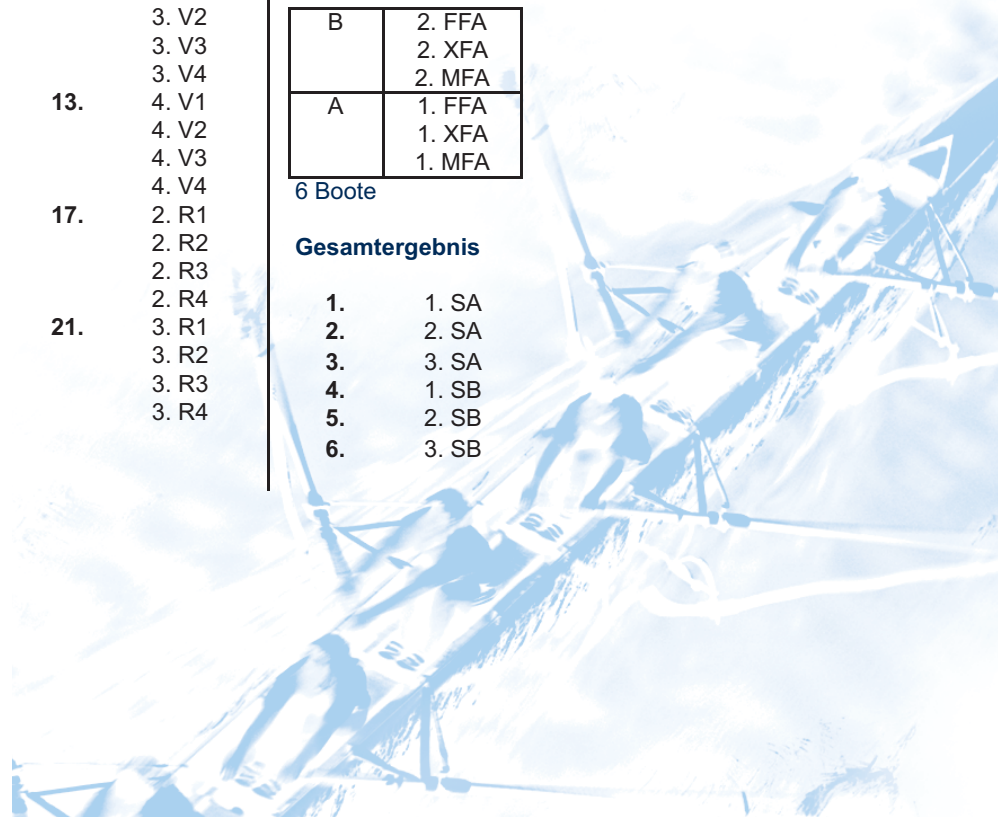 3. V2
3. V3
3. V4
13. 4. V1
4. V2
4. V3
4. V4
17. 2. R1
2. R2
2. R3
2. R4
21. 3. R1
3. R2
3. R3
3. R4
B 2. FFA
2. XFA
2. MFA
A 1. FFA
1. XFA
1. MFA
6 Boote
Gesamtergebnis
1. 1. SA
2. 2. SA
3. 3. SA
4. 1. SB
5. 2. SB
6. 3. SB